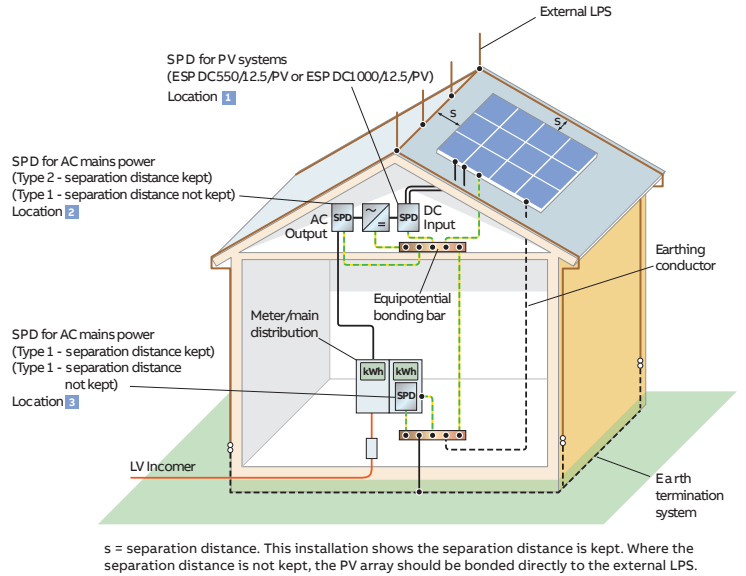 External LPS
SPD for PV systems
(ESP DC550/12.5/PV or ESP DC1000/12.5/PV)
Location 1
s
s
SPD for AC mains power
(Type 2 - separation distance kept)
(Type 1 - separation distance not kept)
Location 2
AC
Output
SPD
~
=
SPD
DC
Input
Earthing
conductor
Equipotential
bonding bar
Meter/main
distribution
SPD for AC mains power
(Type 1 - separation distance kept)
(Type 1 - separation distance
not kept)
Location 3
kWh
kWh
SPD
LV Incomer
Earth
termination
system
s = separation distance. This installation shows the separation distance is kept. Where the
separation distance is not kept, the PV array should be bonded directly to the external LPS.